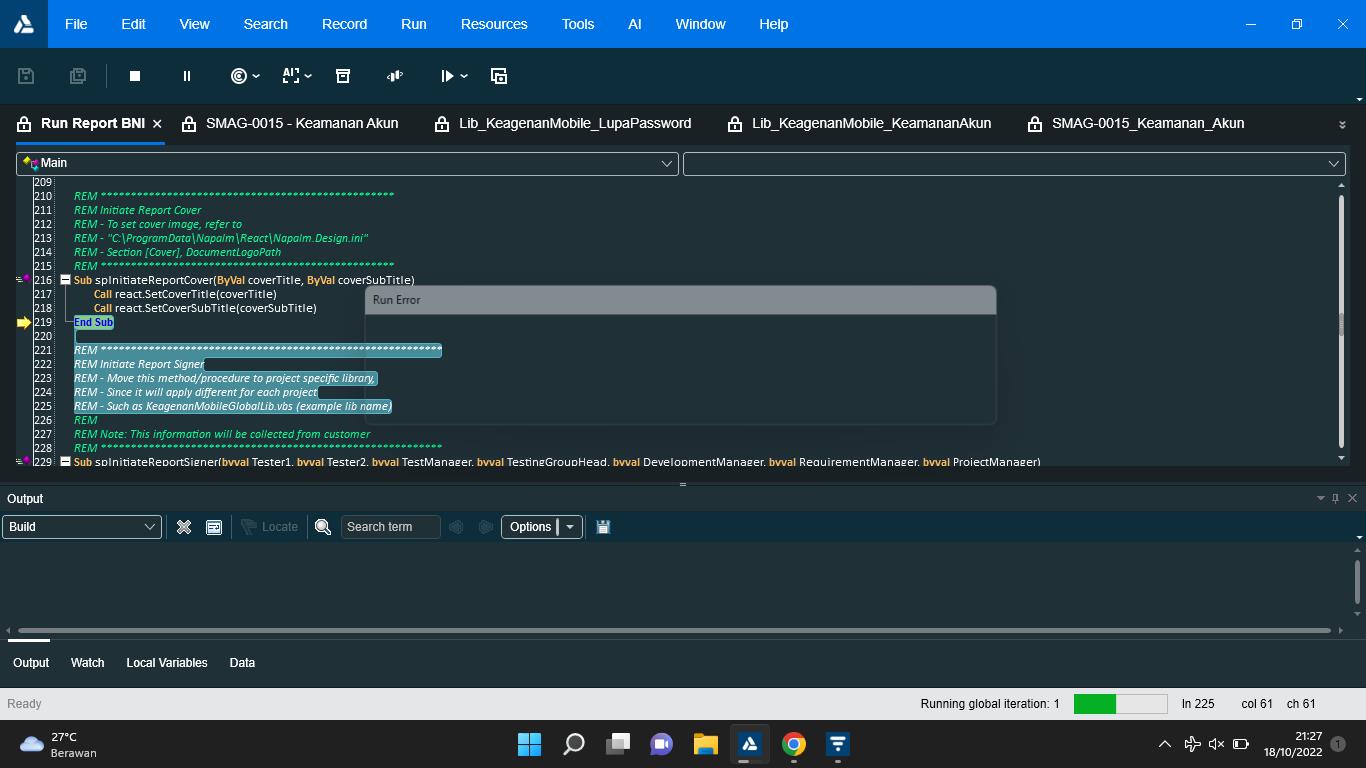 File Edit View Search Record Run Resources Tools AI Window Help
AI
Run Report BNI SMAG-0015 - Keamanan Akun Lib_KeagenanMobile_LupaPassword Lib_KeagenanMobile_KeamananAkun SMAG-0015_Keamanan_Akun
Main
209
210 REM *************************************************
211 REM Initiate Report Cover
212 REM - To set cover image, refer to
213 REM - "C:\ProgramData\Napalm\React\Napalm.Design.ini"
214 REM - Section [Cover], DocumentLogoPath
215 REM *************************************************
216 Sub spInitiateReportCover(ByVal coverTitle, ByVal coverSubTitle)
217 Call react.SetCoverTitle(coverTitle)
218 Call react.SetCoverSubTitle(coverSubTitle)
219 End Sub
220
221 REM *********************************************************
222 REM Initiate Report Signer
223 REM - Move this method/procedure to project specific library,
224 REM - Since it will apply different for each project
225 REM - Such as KeagenanMobileGlobalLib.vbs (example lib name)
226 REM
227 REM Note: This information will be collected from customer
228 REM *********************************************************
229 Sub spInitiateReportSigner(byval Tester1, byval Tester2, byval TestManager, byval TestingGroupHead, byval DevelopmentManager, byval RequirementManager, byval ProjectManager)
Run Error
Output
Build Locate Search term Options
Output Watch Local Variables Data
Ready Running global iteration: 1 ln 225 col 61 ch 61
27°C
Berawan
21:27
18/10/2022
1